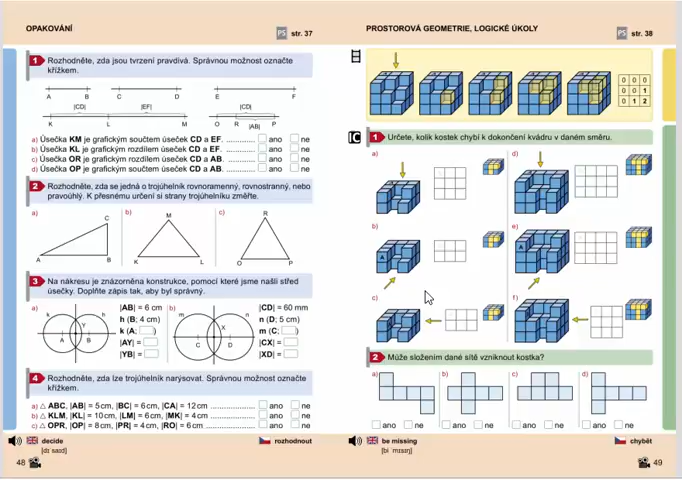 OPAKOVÁNÍ
PS str. 37
1 Rozhodněte, zda jsou tvrzení pravdivá. Správnou možnost označte
křížkem.
A B C D E F
|CD| |EF| |CD|
K L M O R P
|AB|
a) Úsečka KM je grafickým součtem úseček CD a EF. ............ ano ne
b) Úsečka KL je grafickým rozdílem úseček CD a EF. ............ ano ne
c) Úsečka OR je grafickým rozdílem úseček CD a AB. ............ ano ne
d) Úsečka OP je grafickým součtem úseček CD a AB. ............ ano ne
2 Rozhodněte, zda se jedná o trojúhelník rovnoramenný, rovnostranný, nebo
pravoúhlý. K přesnému určení si strany trojúhelníku změřte.
a) b) c)
C M R
A B K L O P
3 Na nákresu je znázorněna konstrukce, pomocí které jsme našli střed
úsečky. Doplňte zápis tak, aby byl správný.
a) k h Y A B
|AB| = 6 cm
h (B; 4 cm)
k (A; )
|AY| =
|YB| =
b) m n X C D
|CD| = 60 mm
n (D; 5 cm)
m (C; )
|CX| =
|XD| =
4 Rozhodněte, zda lze trojúhelník narýsovat. Správnou možnost označte
křížkem.
a) △ ABC, |AB| = 5 cm, |BC| = 6 cm, |CA| = 12 cm .................... ano ne
b) △ KLM, |KL| = 10 cm, |LM| = 6 cm, |MK| = 4 cm .................... ano ne
c) △ OPR, |OP| = 8 cm, |PR| = 4 cm, |RO| = 6 cm .................... ano ne
decide
[dɪˈsaɪd]
rozhodnout
48
PROSTOROVÁ GEOMETRIE, LOGICKÉ ÚKOLY
PS str. 38
0 0 0
0 0 1
0 1 2
1 Určete, kolik kostek chybí k dokončení kvádru v daném směru.
a) d)
b) A e) A
c) f)
2 Může složením dané sítě vzniknout kostka?
a) b) c) d)
ano ne ano ne ano ne ano ne
be missing
[bi ˈmɪsɪŋ]
chybět
49